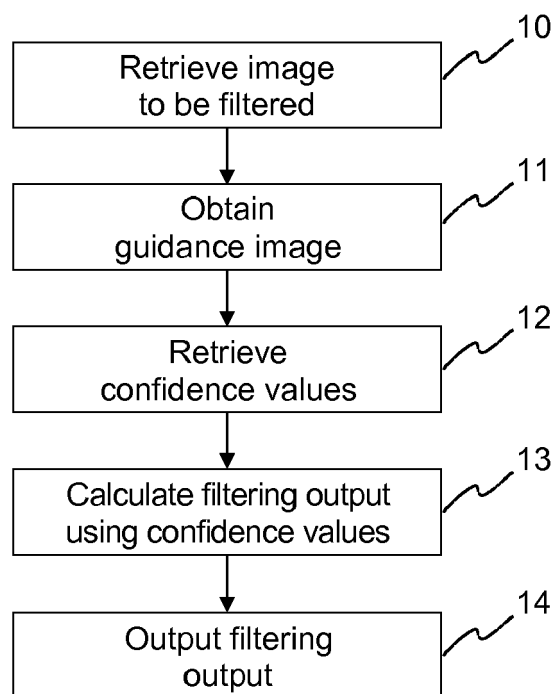 10
Retrieve image
to be filtered
11
Obtain
guidance image
12
Retrieve
confidence values
13
Calculate filtering output
using confidence values
14
Output filtering
output